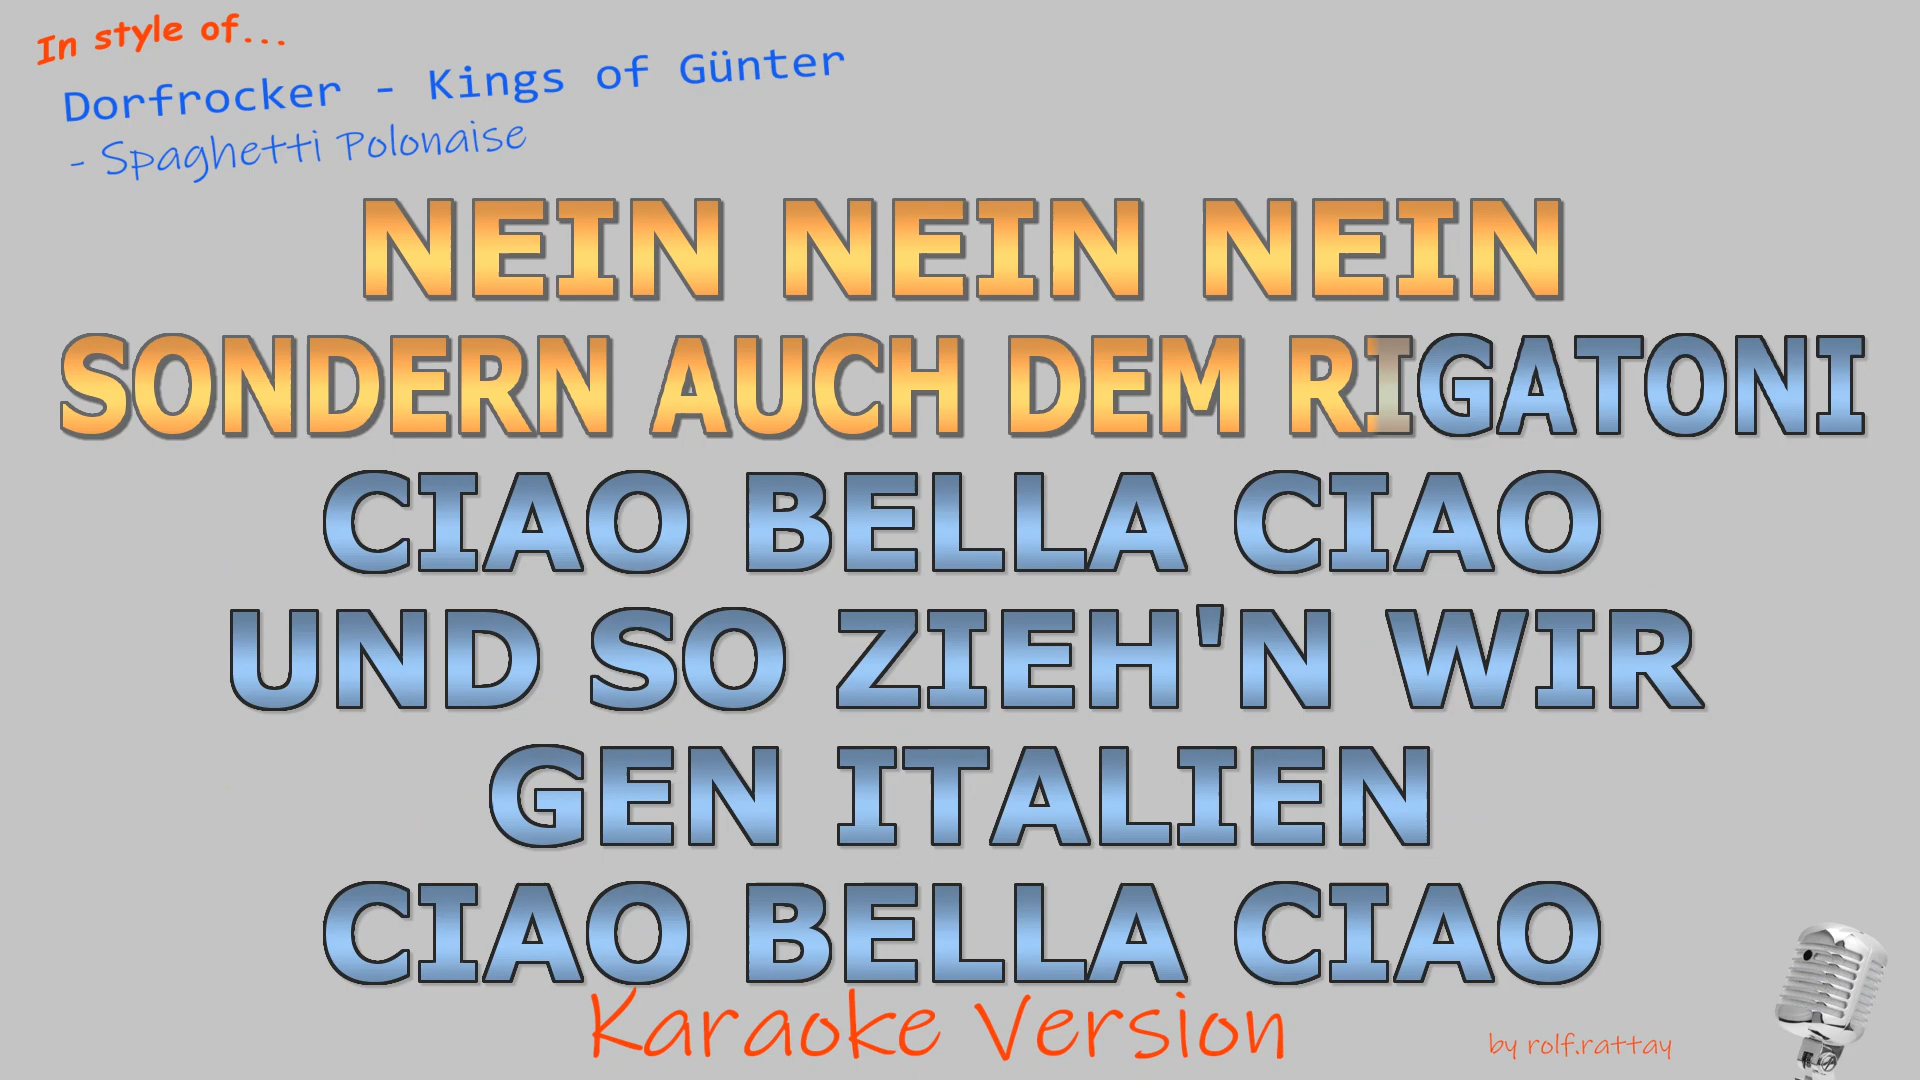 In style of...
Dorfrocker - Kings of Günter
- Spaghetti Polonaise
NEIN NEIN NEIN
SONDERN AUCH DEM RIGATONI
CIAO BELLA CIAO
UND SO ZIEH'N WIR
GEN ITALIEN
CIAO BELLA CIAO
Karaoke Version
by rolf.rattay